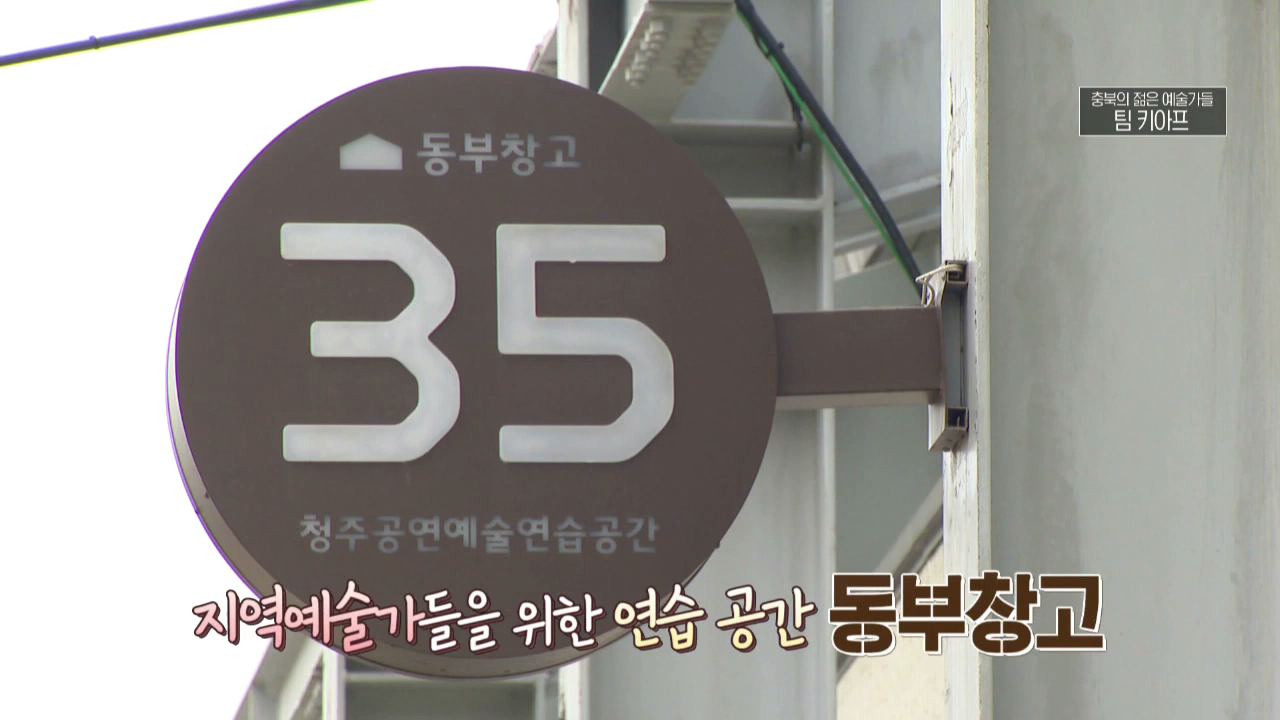 충북의 젊은 예술가들
팀 키아프
동부창고
35
청주공연예술연습공간
지역예술가들을 위한 연습 공간 동부창고